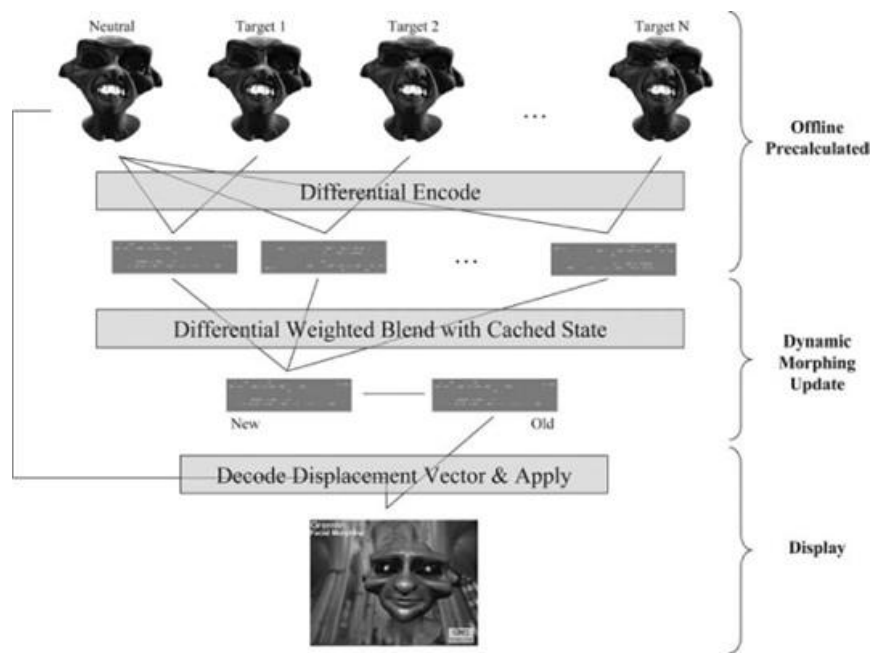 Neutral
Target 1
Target 2
Target N
...
Offline
Precalculated
Differential Encode
...
Differential Weighted Blend with Cached State
Dynamic
Morphing
Update
New
Old
Decode Displacement Vector & Apply
Display
Facial